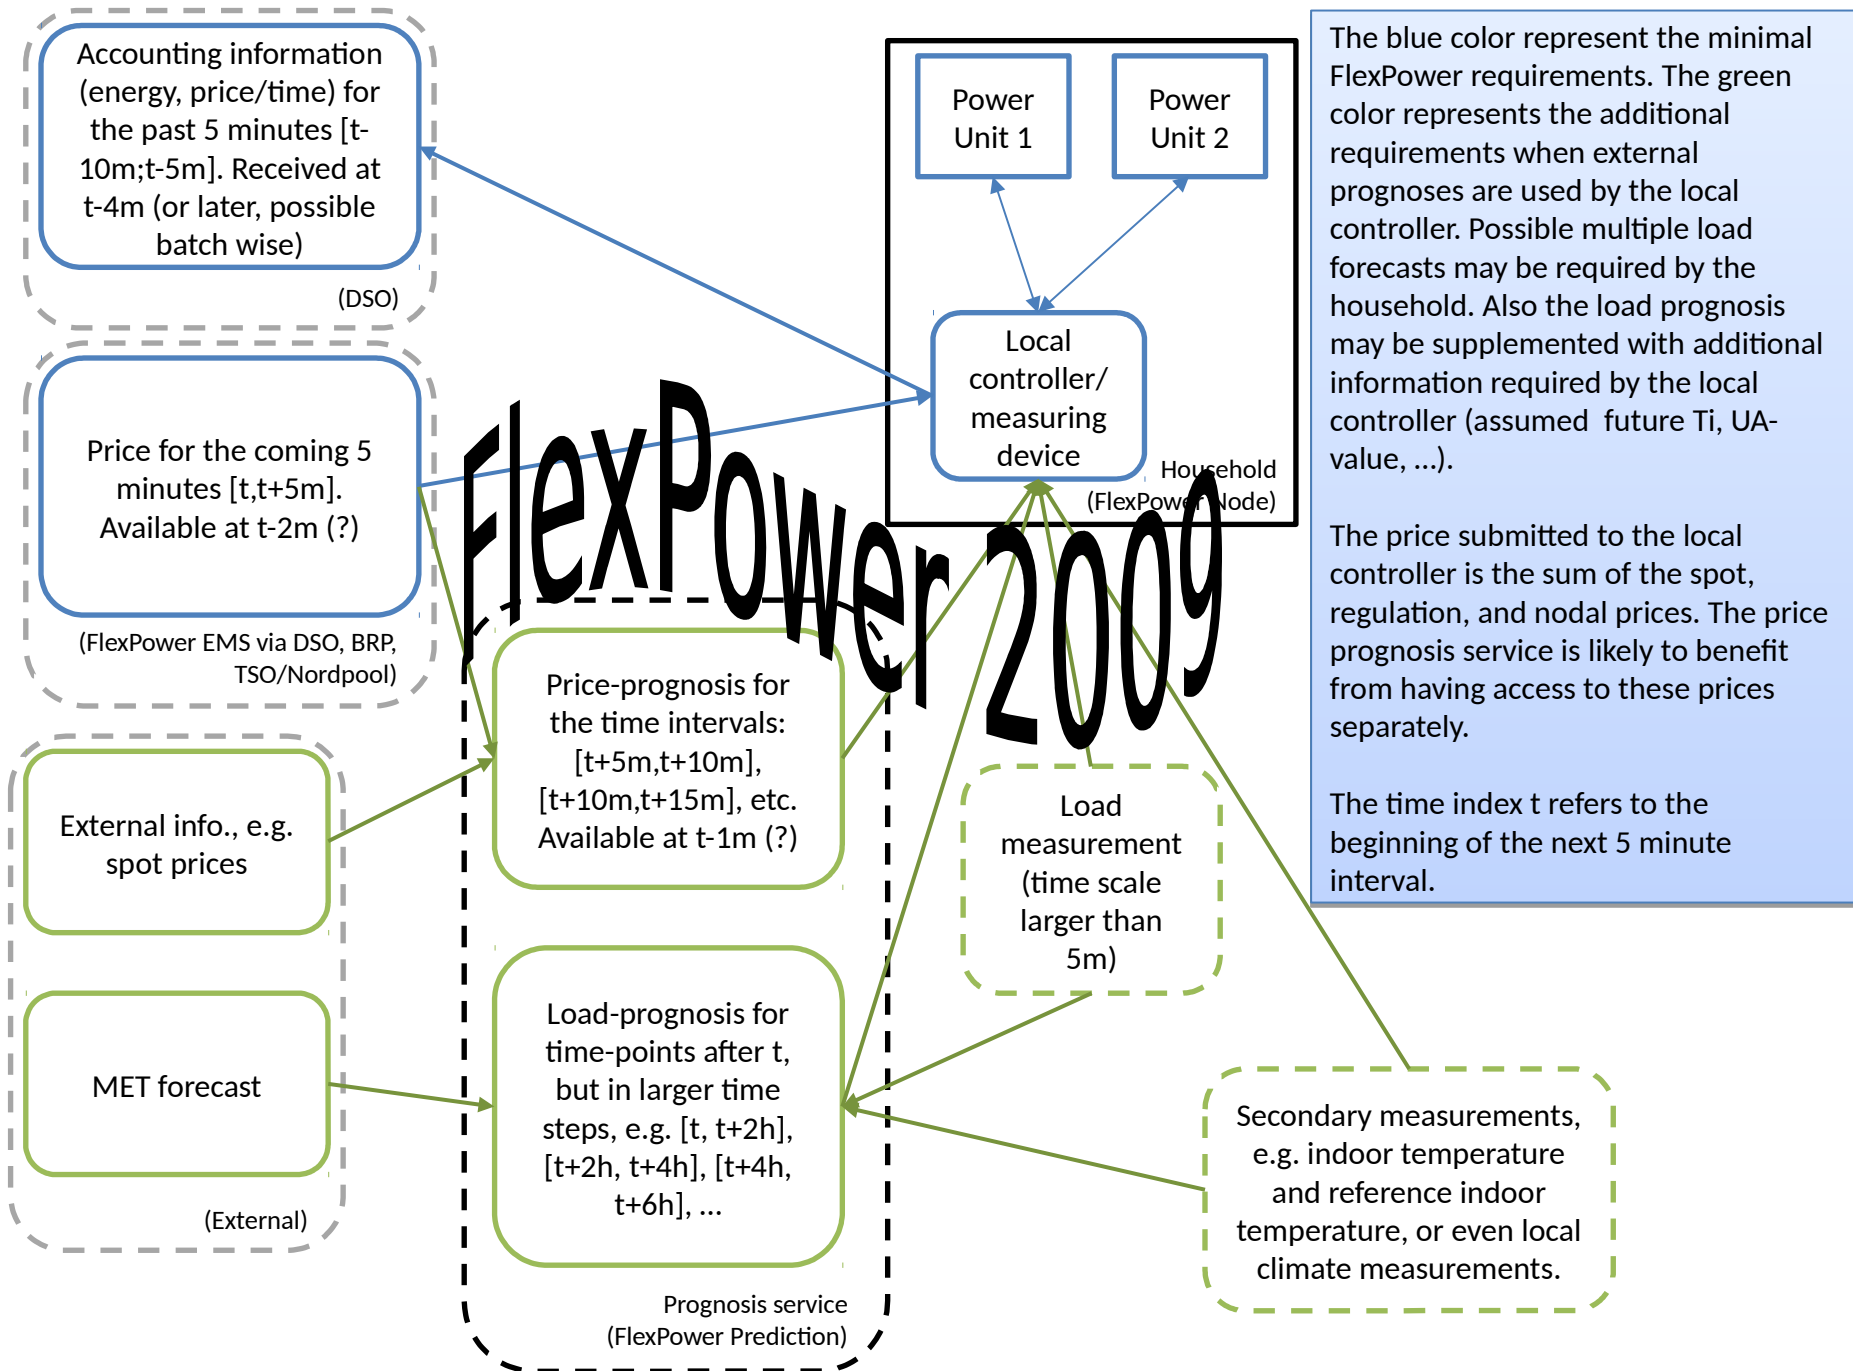 Accounting information
(energy, price/time) for
the past 5 minutes [t-
10m;t-5m]. Received at
t-4m (or later, possible
batch wise)
(DSO)
Price for the coming 5
minutes [t,t+5m].
Available at t-2m (?)
(FlexPower EMS via DSO, BRP,
TSO/Nordpool)
External info., e.g.
spot prices
MET forecast
(External)
FlexPower 2009
Price-prognosis for
the time intervals:
[t+5m,t+10m],
[t+10m,t+15m], etc.
Available at t-1m (?)
Load-prognosis for
time-points after t,
but in larger time
steps, e.g. [t, t+2h],
[t+2h, t+4h], [t+4h,
t+6h], ...
Prognosis service
(FlexPower Prediction)
Power
Unit 1
Power
Unit 2
Local
controller/
measuring
device
Household
(FlexPower Node)
Load
measurement
(time scale
larger than
5m)
Secondary measurements,
e.g. indoor temperature
and reference indoor
temperature, or even local
climate measurements.
The blue color represent the minimal
FlexPower requirements. The green
color represents the additional
requirements when external
prognoses are used by the local
controller. Possible multiple load
forecasts may be required by the
household. Also the load prognosis
may be supplemented with additional
information required by the local
controller (assumed  future Ti, UA-
value, ...).
The price submitted to the local
controller is the sum of the spot,
regulation, and nodal prices. The price
prognosis service is likely to benefit
from having access to these prices
separately.
The time index t refers to the
beginning of the next 5 minute
interval.